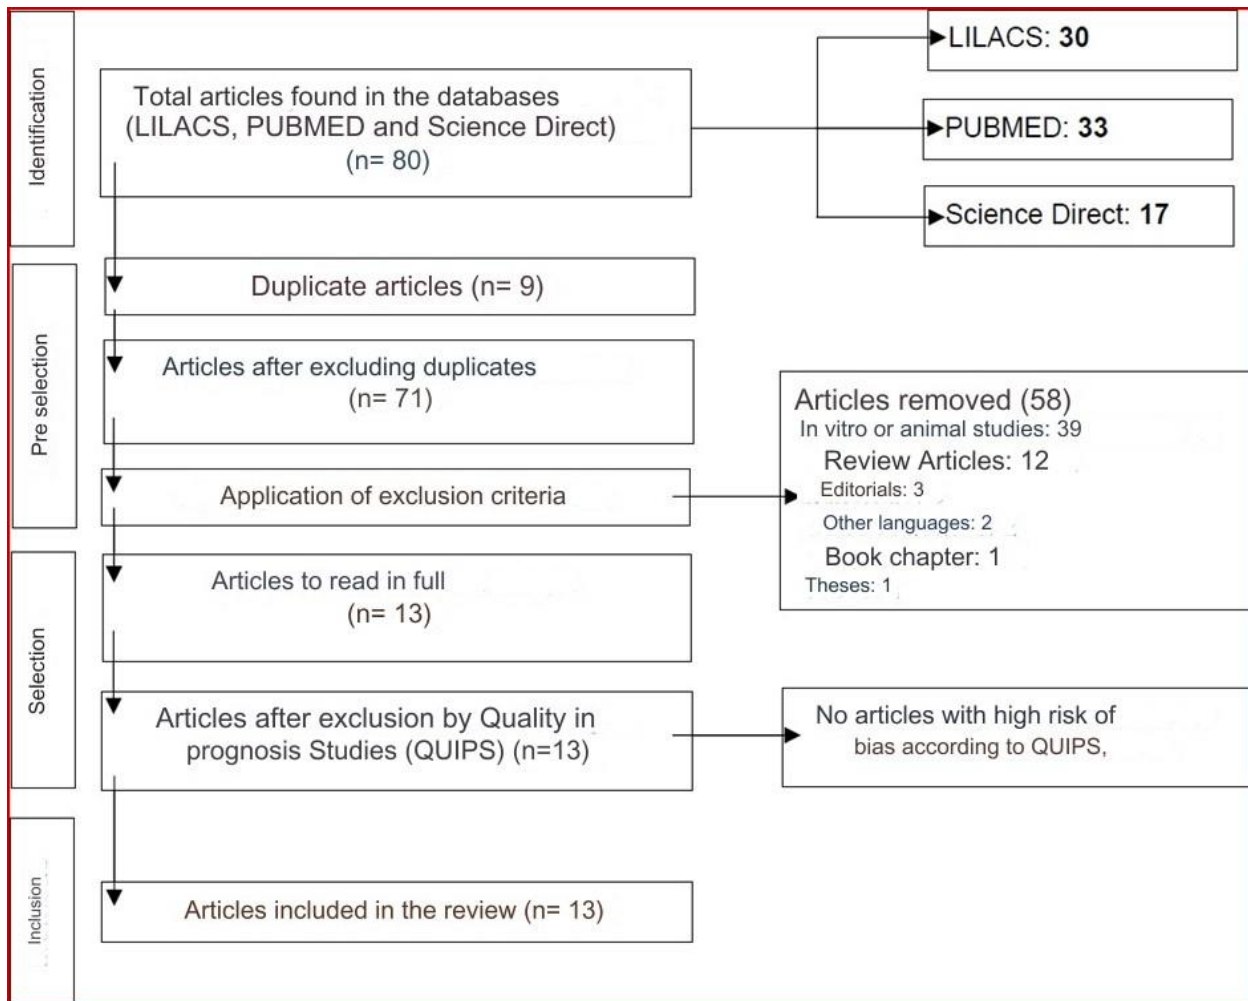 Identification
Total articles found in the databases
(LILACS, PUBMED and Science Direct)
(n= 80)
LILACS: 30
PUBMED: 33
Science Direct: 17
Pre selection
Duplicate articles (n= 9)
Articles after excluding duplicates
(n= 71)
Application of exclusion criteria
Articles removed (58)
In vitro or animal studies: 39
Review Articles: 12
Editorials: 3
Other languages: 2
Book chapter: 1
Theses: 1
Selection
Articles to read in full
(n= 13)
Articles after exclusion by Quality in
prognosis Studies (QUIPS) (n=13)
No articles with high risk of
bias according to QUIPS,
Inclusion
Articles included in the review (n= 13)